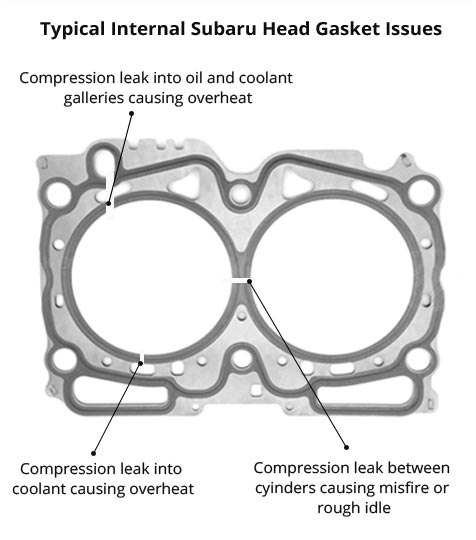 Typical Internal Subaru Head Gasket Issues
Compression leak into oil and coolant
galleries causing overheat
Compression leak into
coolant causing overheat
Compression leak between
cyinders causing misfire or
rough idle